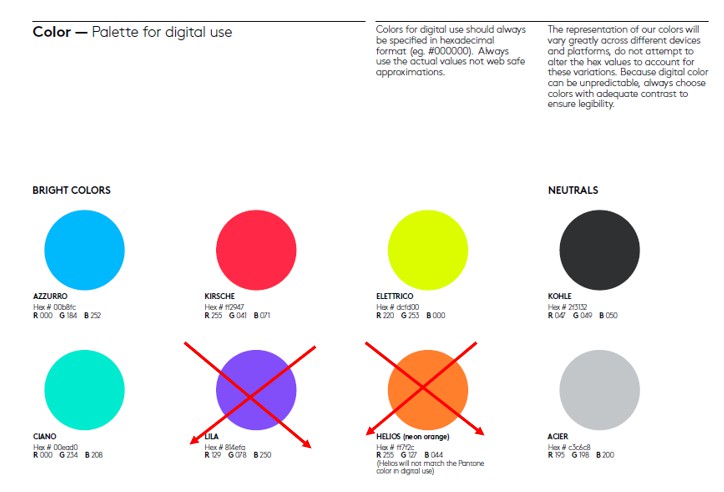 Color — Palette for digital use
Colors for digital use should always
be specified in hexadecimal
format (eg. #000000). Always
use the actual values not web safe
approximations.
The representation of our colors will
vary greatly across different devices
and platforms, do not attempt to
alter the hex values to account for
these variations. Because digital color
can be unpredictable, always choose
colors with adequate contrast to
ensure legibility.
BRIGHT COLORS
NEUTRALS
AZZURRO
Hex # 00b8fc
R 000 G 184 B 252
KIRSCHE
Hex # ff2947
R 255 G 041 B 071
ELETTRICO
Hex # dcfd00
R 220 G 253 B 000
KOHLE
Hex # 2f3132
R 047 G 049 B 050
CIANO
Hex # 00ead0
R 000 G 234 B 208
LILA
Hex # 814efa
R 129 G 078 B 250
HELIOS (neon orange)
Hex # ff7f2c
R 255 G 127 B 044
(Helios will not match the Pantone
color in digital use)
ACIER
Hex # c3c6c8
R 195 G 198 B 200